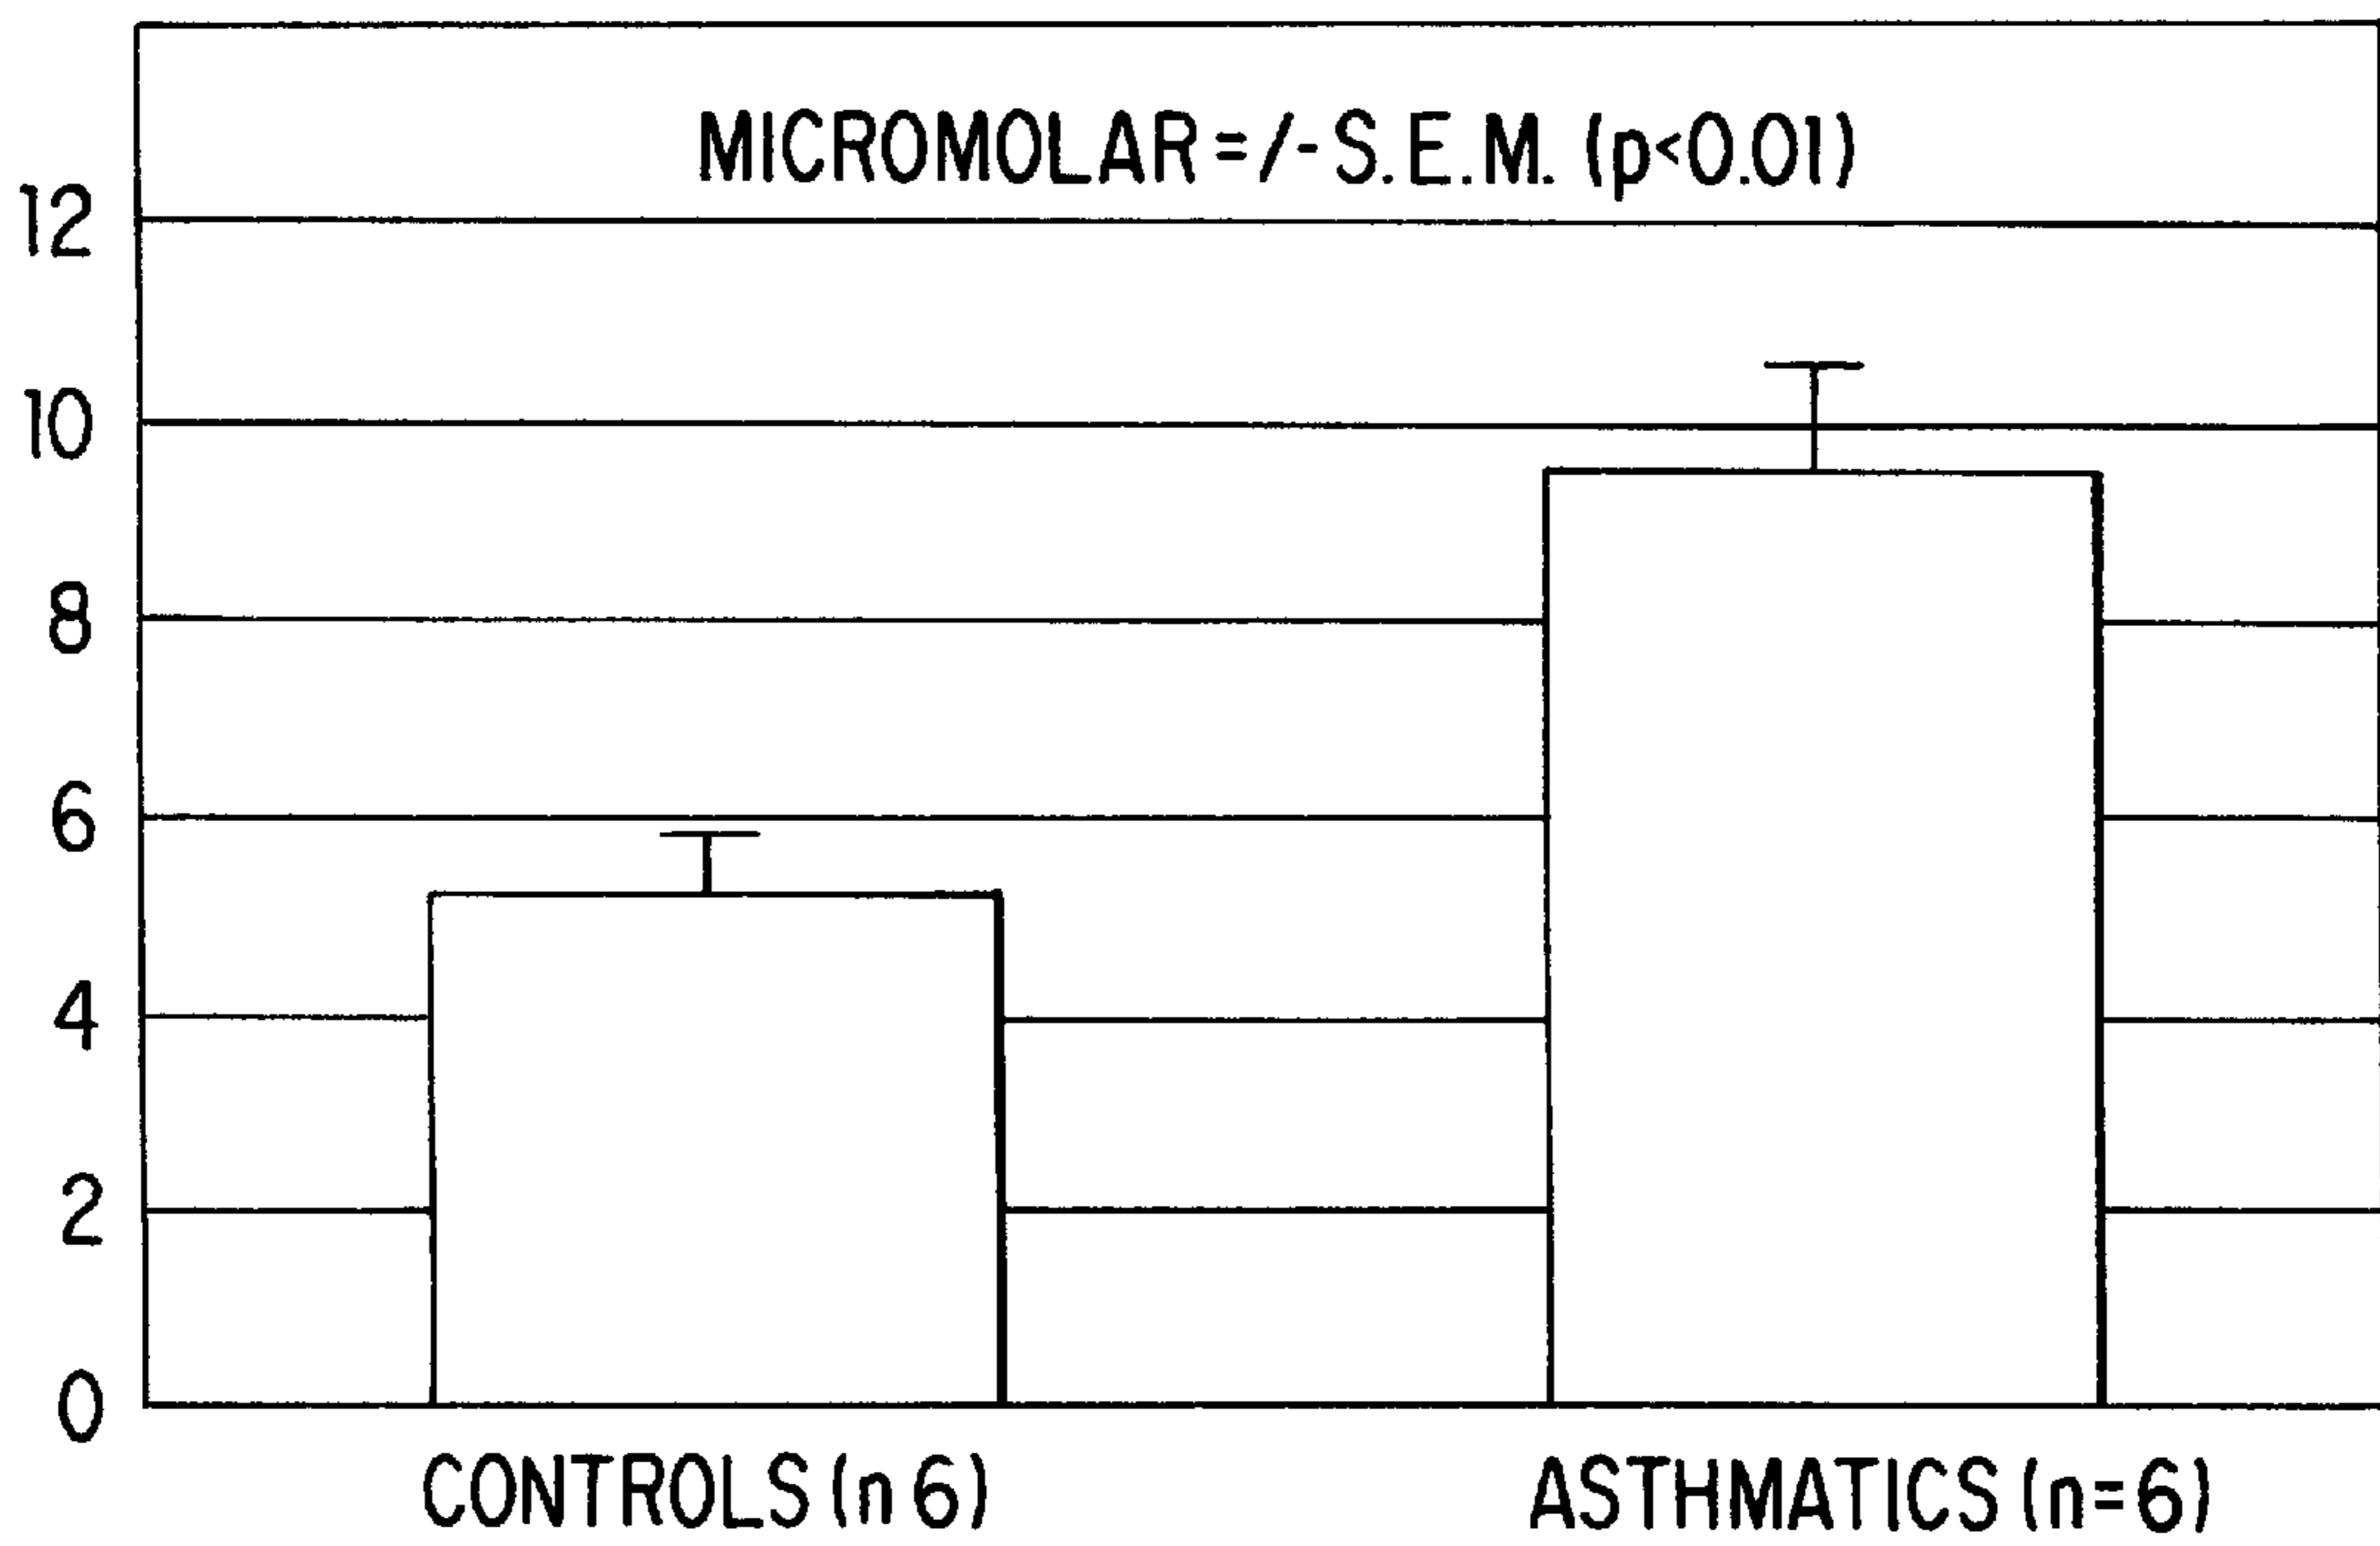 MICROMOLAR =/- S.E.M. (p<0.01)
12
10
8
6
4
2
0
CONTROLS (n 6)
ASTHMATICS (n=6)